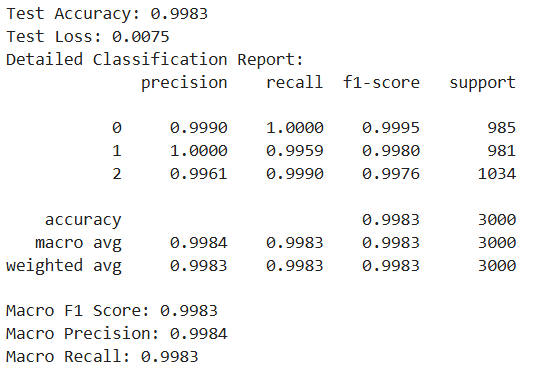 Test Accuracy: 0.9983
Test Loss: 0.0075
Detailed Classification Report:
precision recall f1-score support
0 0.9990 1.0000 0.9995 985
1 1.0000 0.9959 0.9980 981
2 0.9961 0.9990 0.9976 1034
accuracy 0.9983 3000
macro avg 0.9984 0.9983 0.9983 3000
weighted avg 0.9983 0.9983 0.9983 3000
Macro F1 Score: 0.9983
Macro Precision: 0.9984
Macro Recall: 0.9983